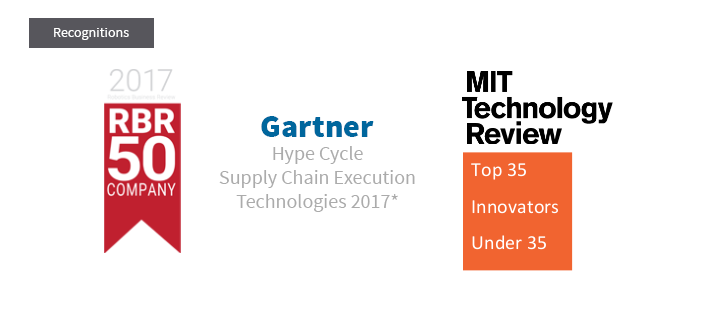 Recognitions
2017
RBR
50
COMPANY
Gartner
Hype Cycle
Supply Chain Execution
Technologies 2017*
MIT
Technology
Review
Top 35
Innovators
Under 35